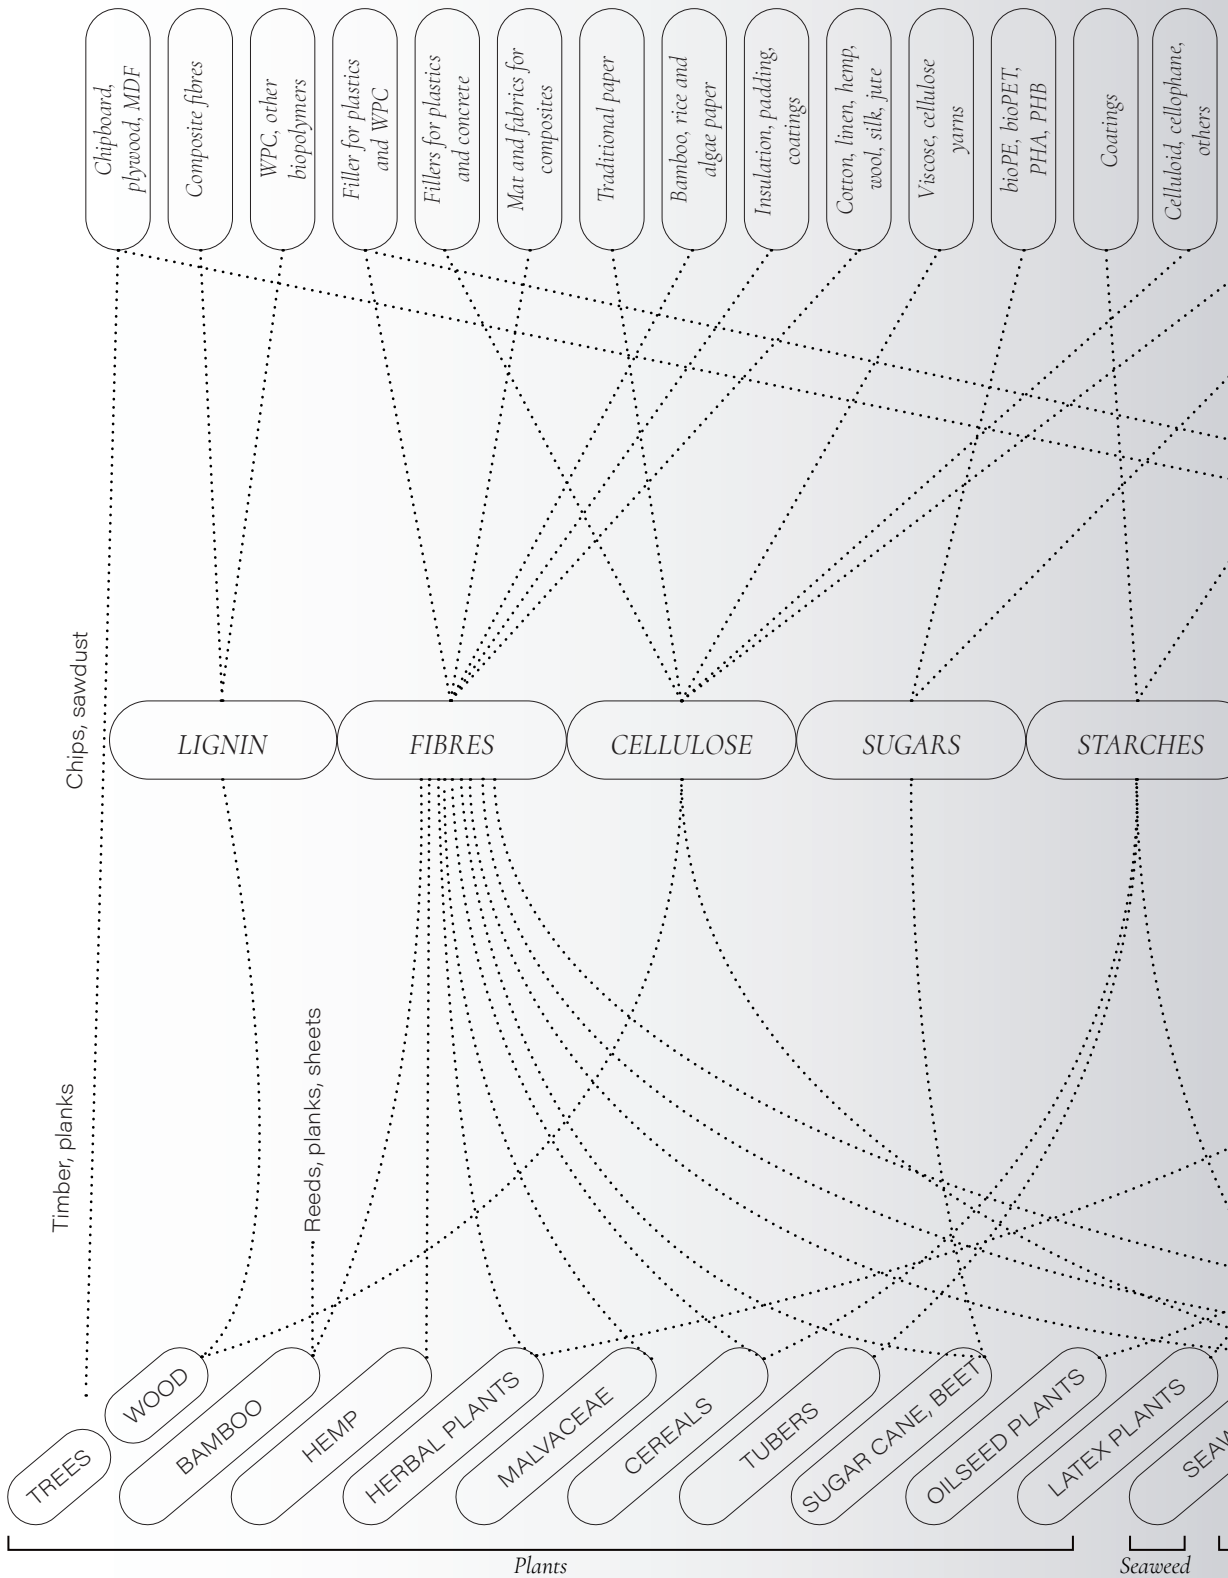 Chipboard,
plywood, MDF
Composite fibres
WPC, other
biopolymers
Filler for plastics
and WPC
Fillers for plastics
and concrete
Mat and fabrics for
composites
Traditional paper
Bamboo, rice and
algae paper
Insulation, padding,
coatings
Cotton, linen, hemp,
wool, silk, jute
Viscose, cellulose
yarns
bioPE, bioPET,
PHA, PHB
Coatings
Celluloid, cellophane,
others
Chips, sawdust
LIGNIN
FIBRES
CELLULOSE
SUGARS
STARCHES
Timber, planks
Reeds, planks, sheets
TREES
WOOD
BAMBOO
HEMP
HERBAL PLANTS
MALVACEAE
CEREALS
TUBERS
SUGAR CANE, BEET
OILSEED PLANTS
LATEX PLANTS
Plants
Seaweed